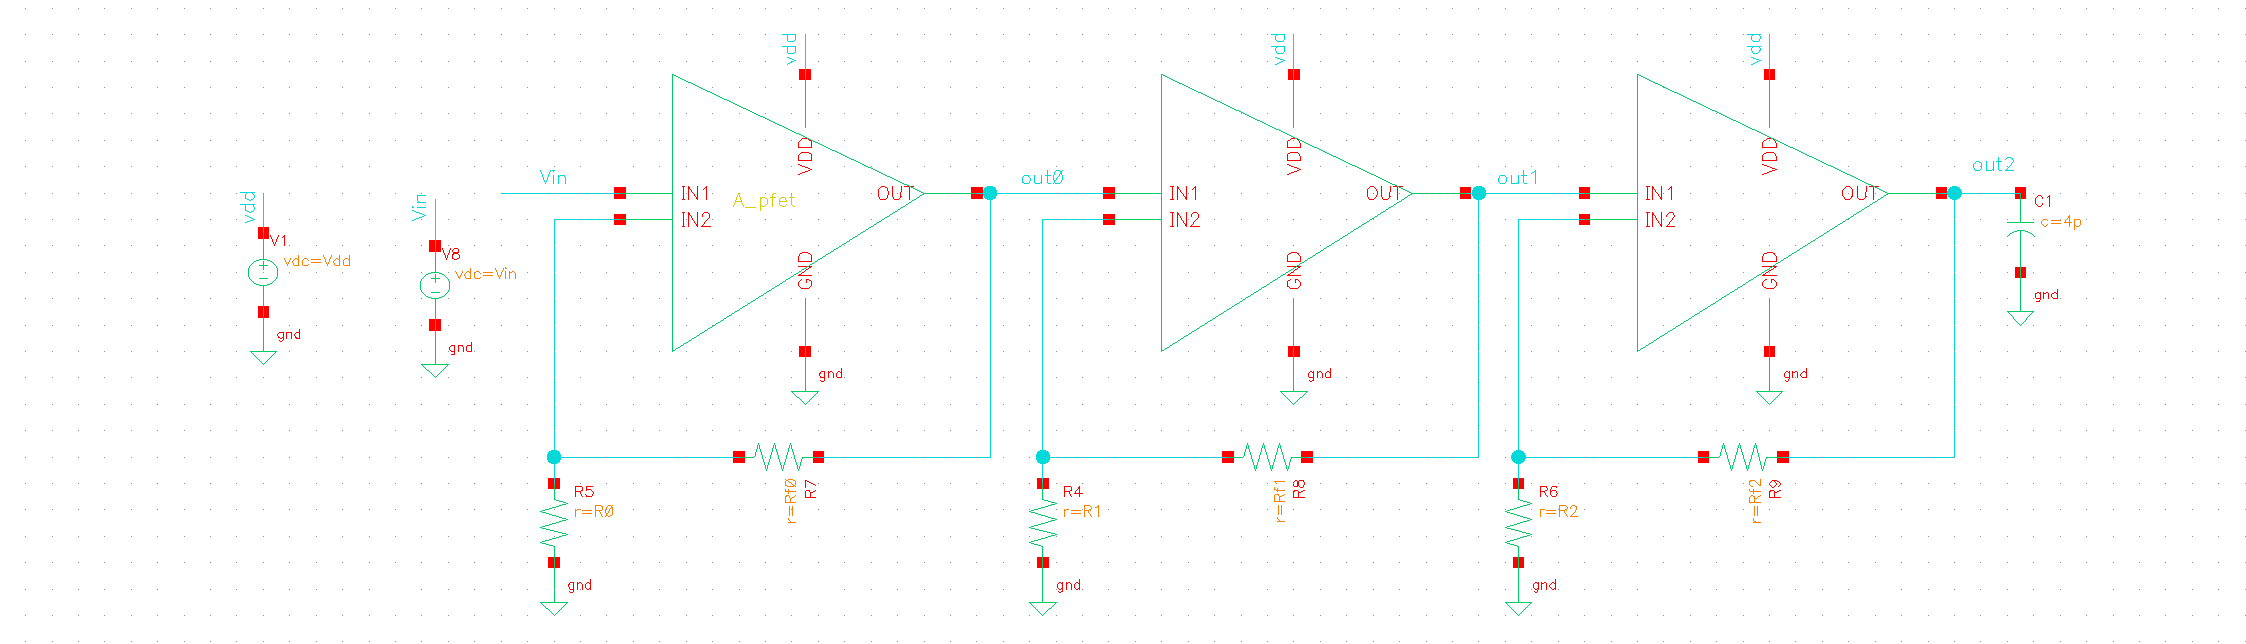 vdd
vdd
vdd
vdd
V1
vdc=Vdd
gnd
Vin
V8
vdc=Vin
gnd
Vin
IN1
IN2
A_pfet
VDD
GND
OUT
gnd
out0
IN1
IN2
VDD
GND
OUT
gnd
out1
IN1
IN2
VDD
GND
OUT
gnd
out2
C1
c=4p
gnd
R5
r=R0
gnd
r=Rf0
R7
R4
r=R1
gnd
r=Rf1
R8
R6
r=R2
gnd
r=Rf2
R9